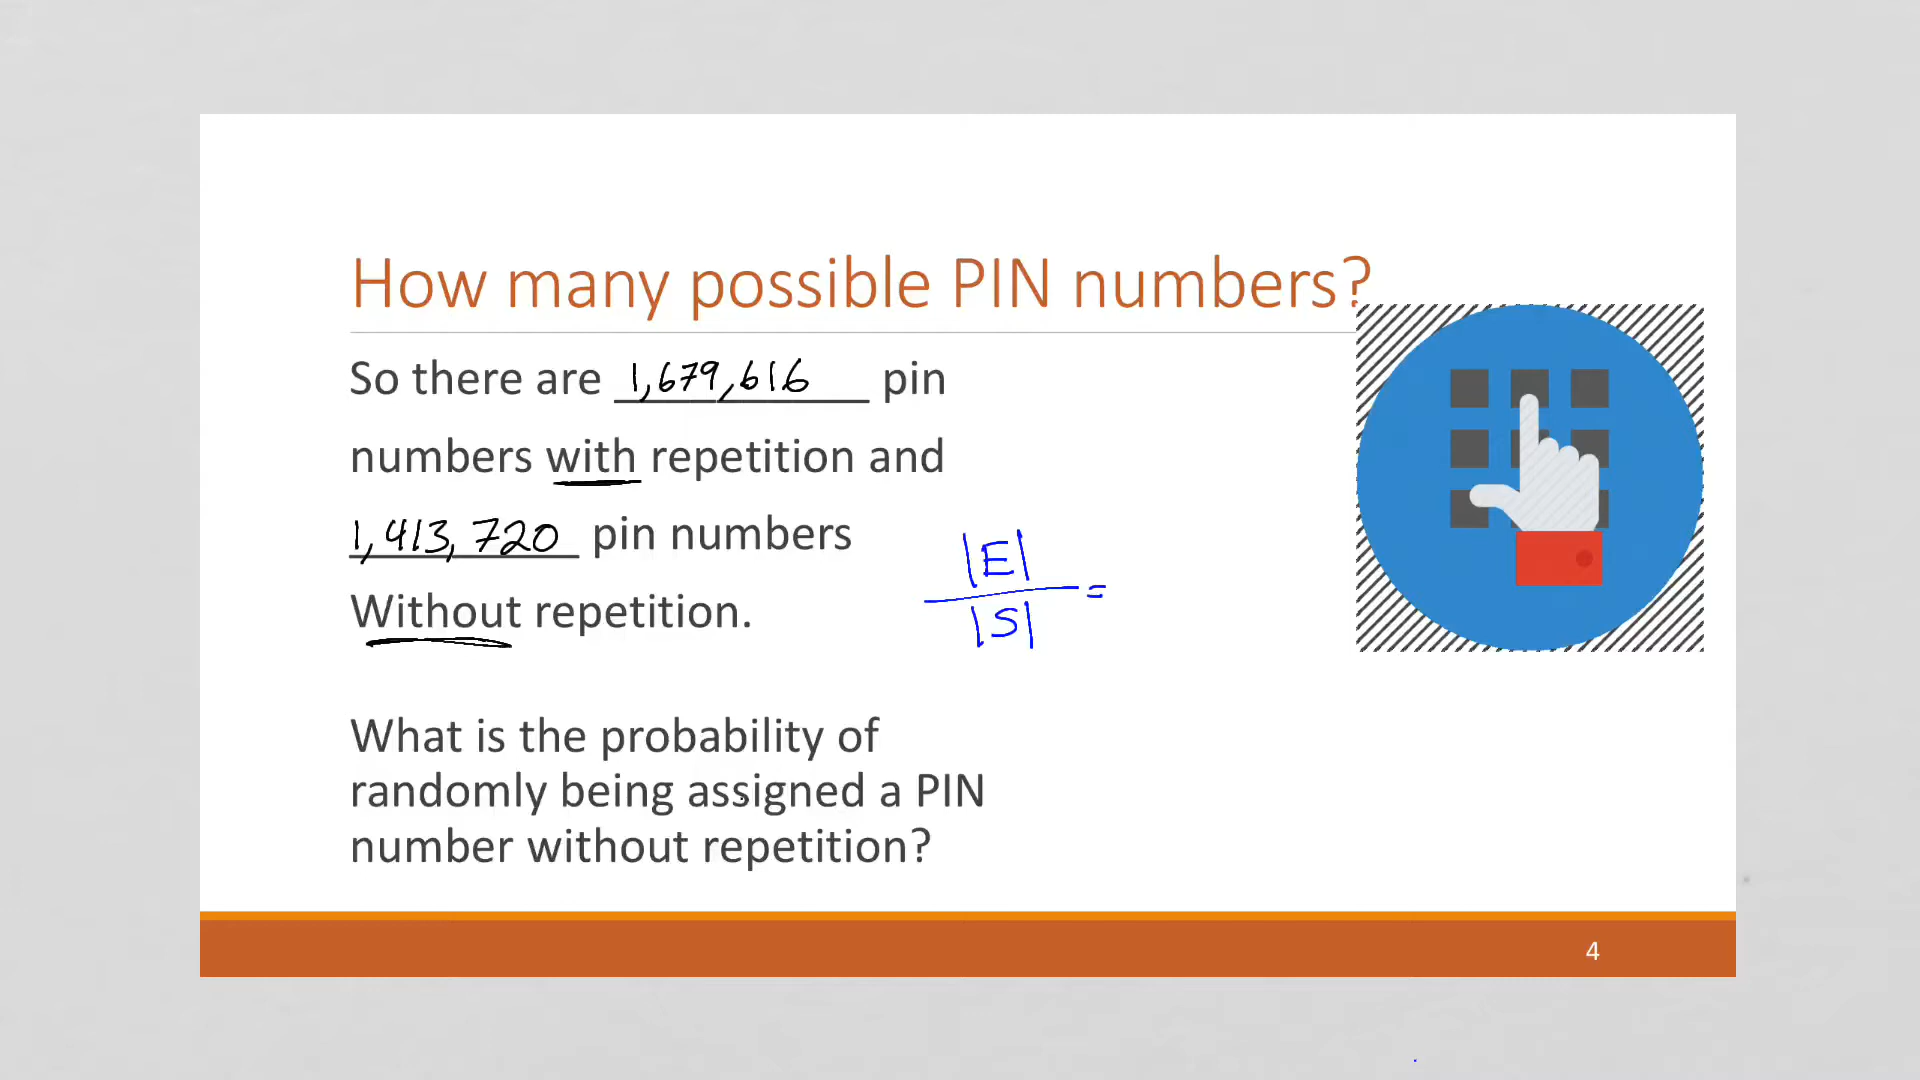 How many possible PIN numbers?
So there are 1,679,616 pin
numbers with repetition and
1,413,720 pin numbers
Without repetition.
|E|
|S| =
What is the probability of
randomly being assigned a PIN
number without repetition?
4